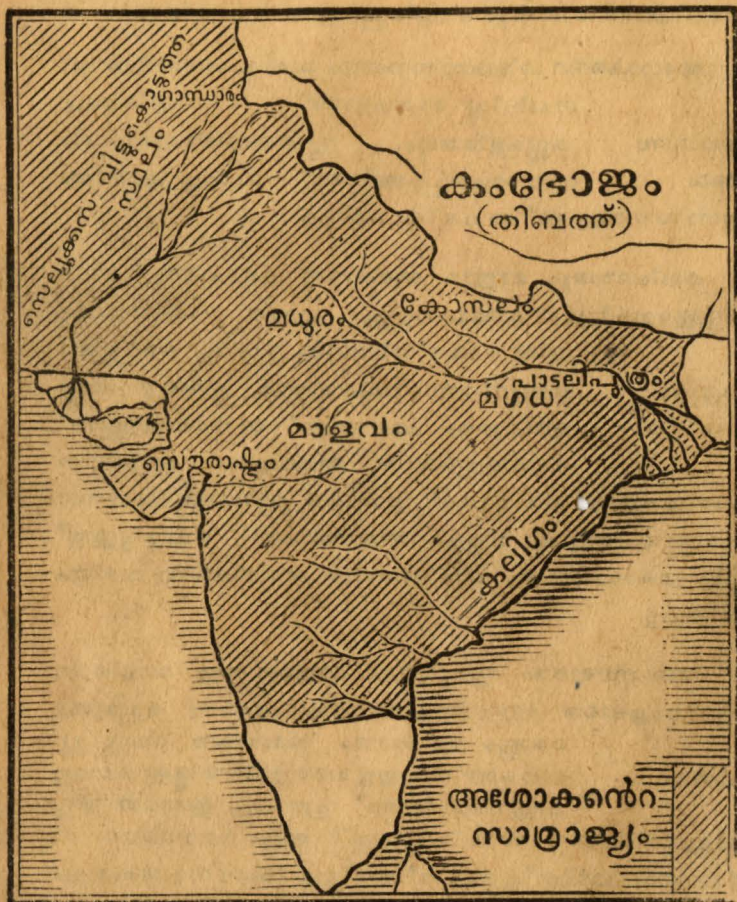 സെല്യൂക്കസ് വിട്ടുകൊടുത്ത
സ്ഥലം
ഗാന്ധാരം
കംഭോജം
(തിബത്ത്)
മധുരം
കോസലം
പാടലിപുത്രം
മഗധ
മാളവം
സൌരാഷ്ട്രം
കലിഗം
അശോകൻെറ
സാമ്രാജ്യം